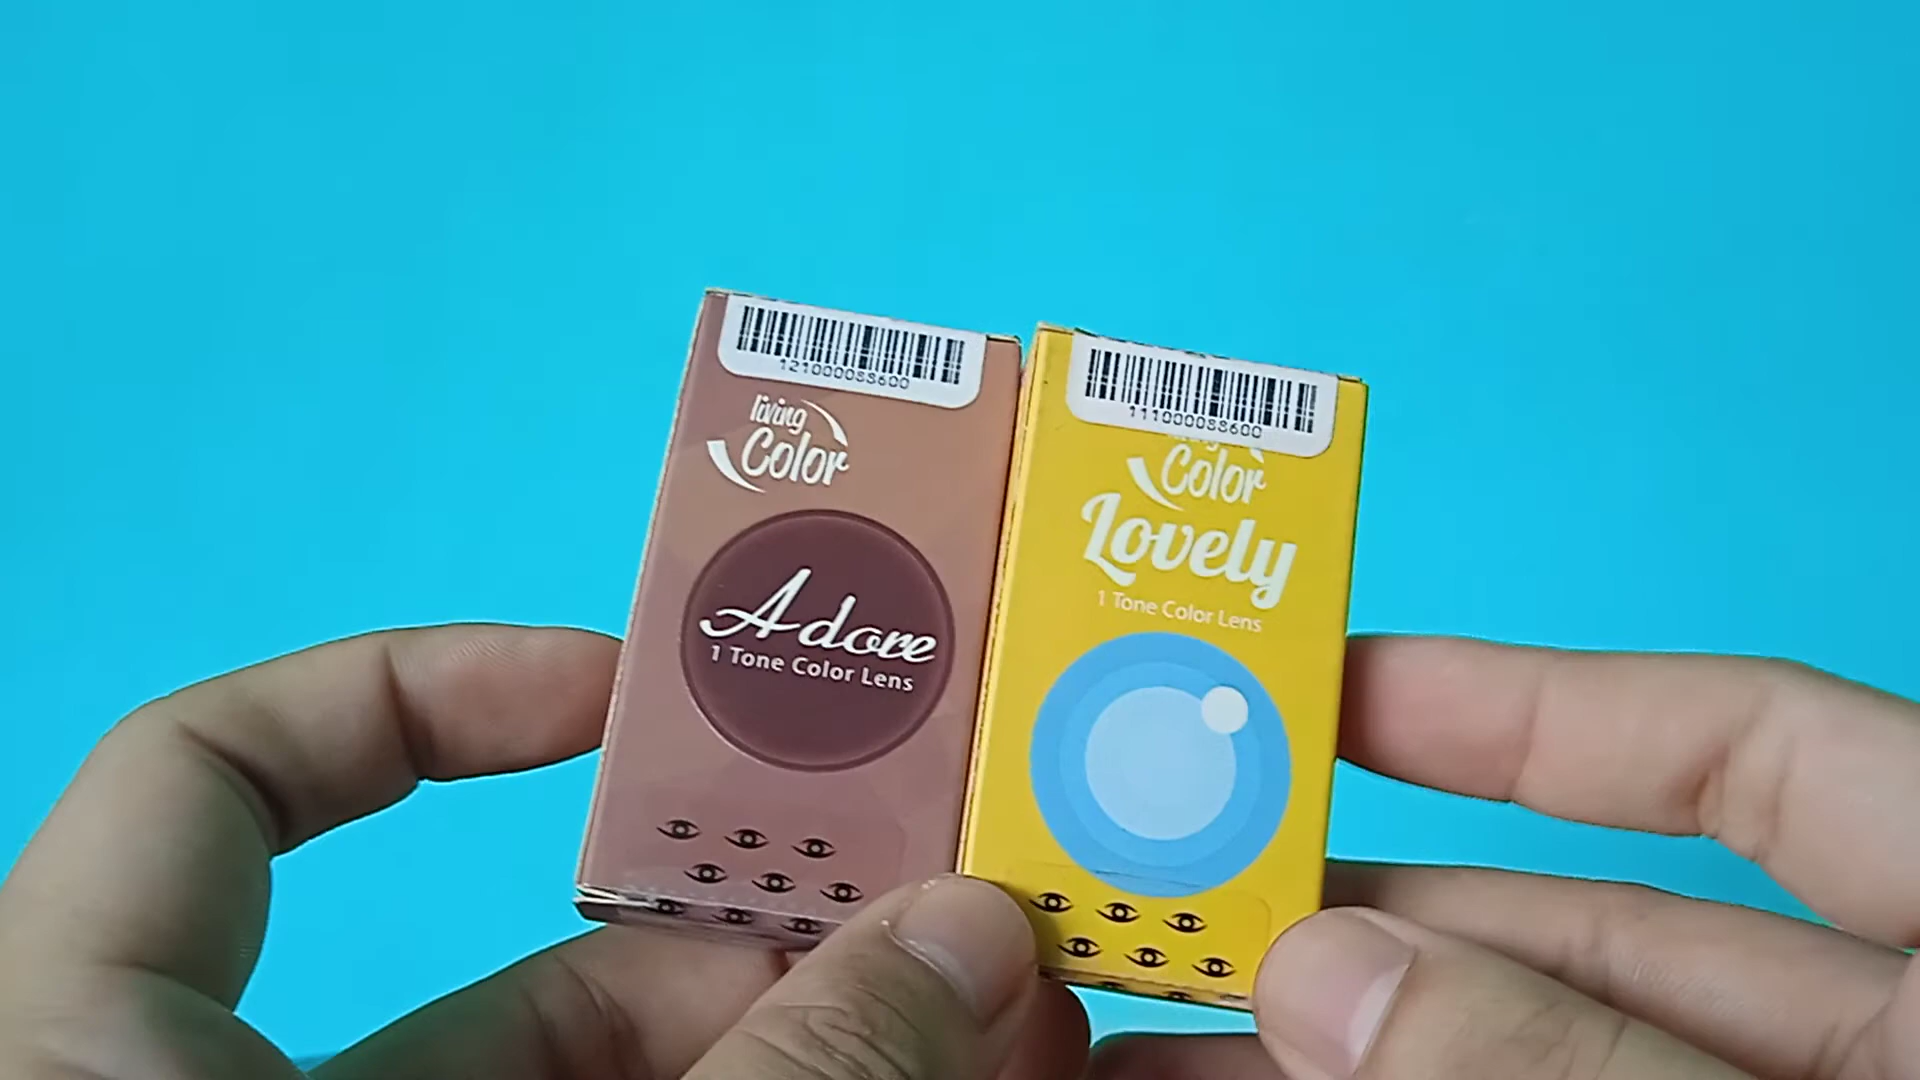 121000088600
living
Color
Adore
1 Tone Color Lens
111000088600
Color
Lovely
1 Tone Color Lens